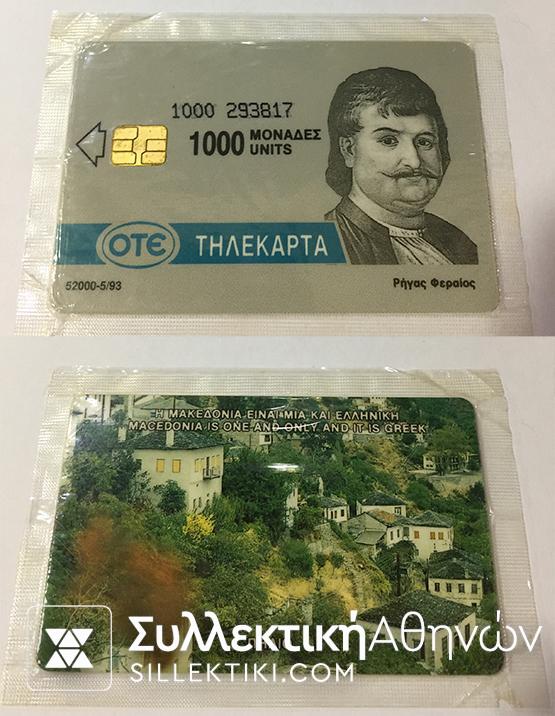 1000 293817
1000 ΜΟΝΑΔΕΣ
UNITS
ΟΤΕ ΤΗΛΕΚΑΡΤΑ
52000-5/93
Ρήγας Φεραίος
Η ΜΑΚΕΔΟΝΙΑ ΕΙΝΑΙ ΜΙΑ ΚΑΙ ΕΛΛΗΝΙΚΗ
MACEDONIA IS ONE AND ONLY AND IT IS GREEK
ΣυλλεκτικήΑθηνών
SILLEKTIKI.COM